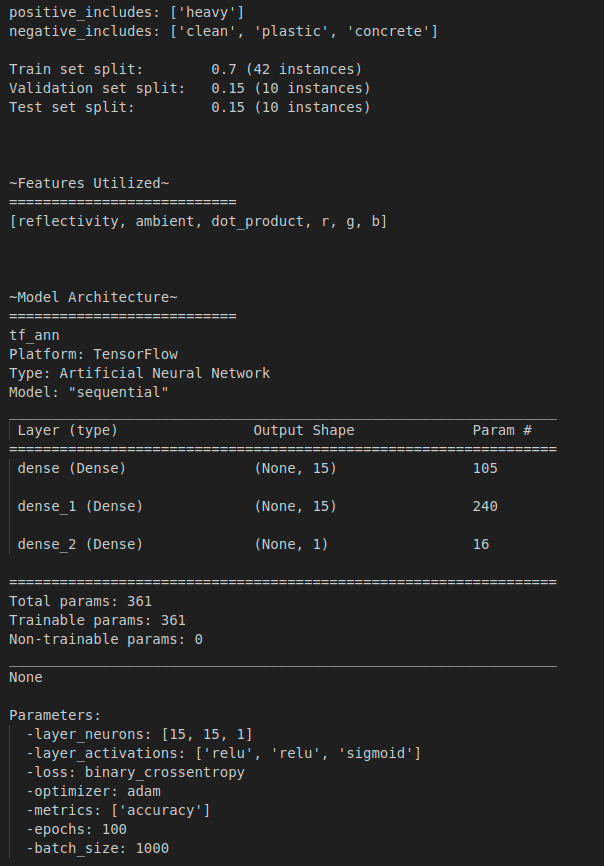 positive_includes: ['heavy']
negative_includes: ['clean', 'plastic', 'concrete']
Train set split:        0.7 (42 instances)
Validation set split:   0.15 (10 instances)
Test set split:         0.15 (10 instances)
~Features Utilized~
===========================
[reflectivity, ambient, dot_product, r, g, b]
~Model Architecture~
===========================
tf_ann
Platform: TensorFlow
Type: Artificial Neural Network
Model: "sequential"
_________________________________________________________________
Layer (type)                Output Shape              Param #
=================================================================
dense (Dense)               (None, 15)                105
dense_1 (Dense)             (None, 15)                240
dense_2 (Dense)             (None, 1)                 16
=================================================================
Total params: 361
Trainable params: 361
Non-trainable params: 0
_________________________________________________________________
None
Parameters:
  -layer_neurons: [15, 15, 1]
  -layer_activations: ['relu', 'relu', 'sigmoid']
  -loss: binary_crossentropy
  -optimizer: adam
  -metrics: ['accuracy']
  -epochs: 100
  -batch_size: 1000